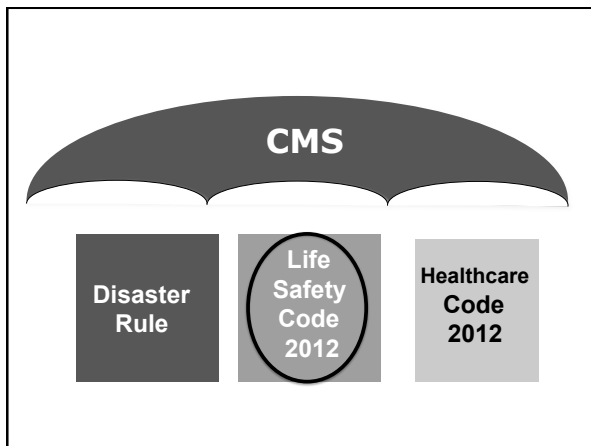 CMS
Disaster
Rule
Life
Safety
Code
2012
Healthcare
Code
2012